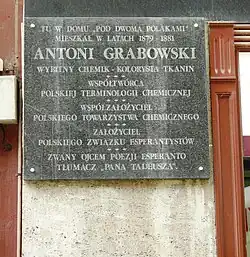 TU W DOMU „POD DWOMA POLAKAMI”
MIESZKAŁ W LATACH 1879 - 1881
ANTONI GRABOWSKI
WYBITNY CHEMIK - KOLORYSTA TKANIN
WSPÓŁTWÓRCA
POLSKIEJ TERMINOLOGII CHEMICZNEJ
WSPÓŁZAŁOŻYCIEL
POLSKIEGO TOWARZYSTWA CHEMICZNEGO
ZAŁOŻYCIEL
POLSKIEGO ZWIĄZKU ESPERANTYSTÓW
ZWANY OJCEM POEZJI ESPERANTO
TŁUMACZ „PANA TADEUSZA”.